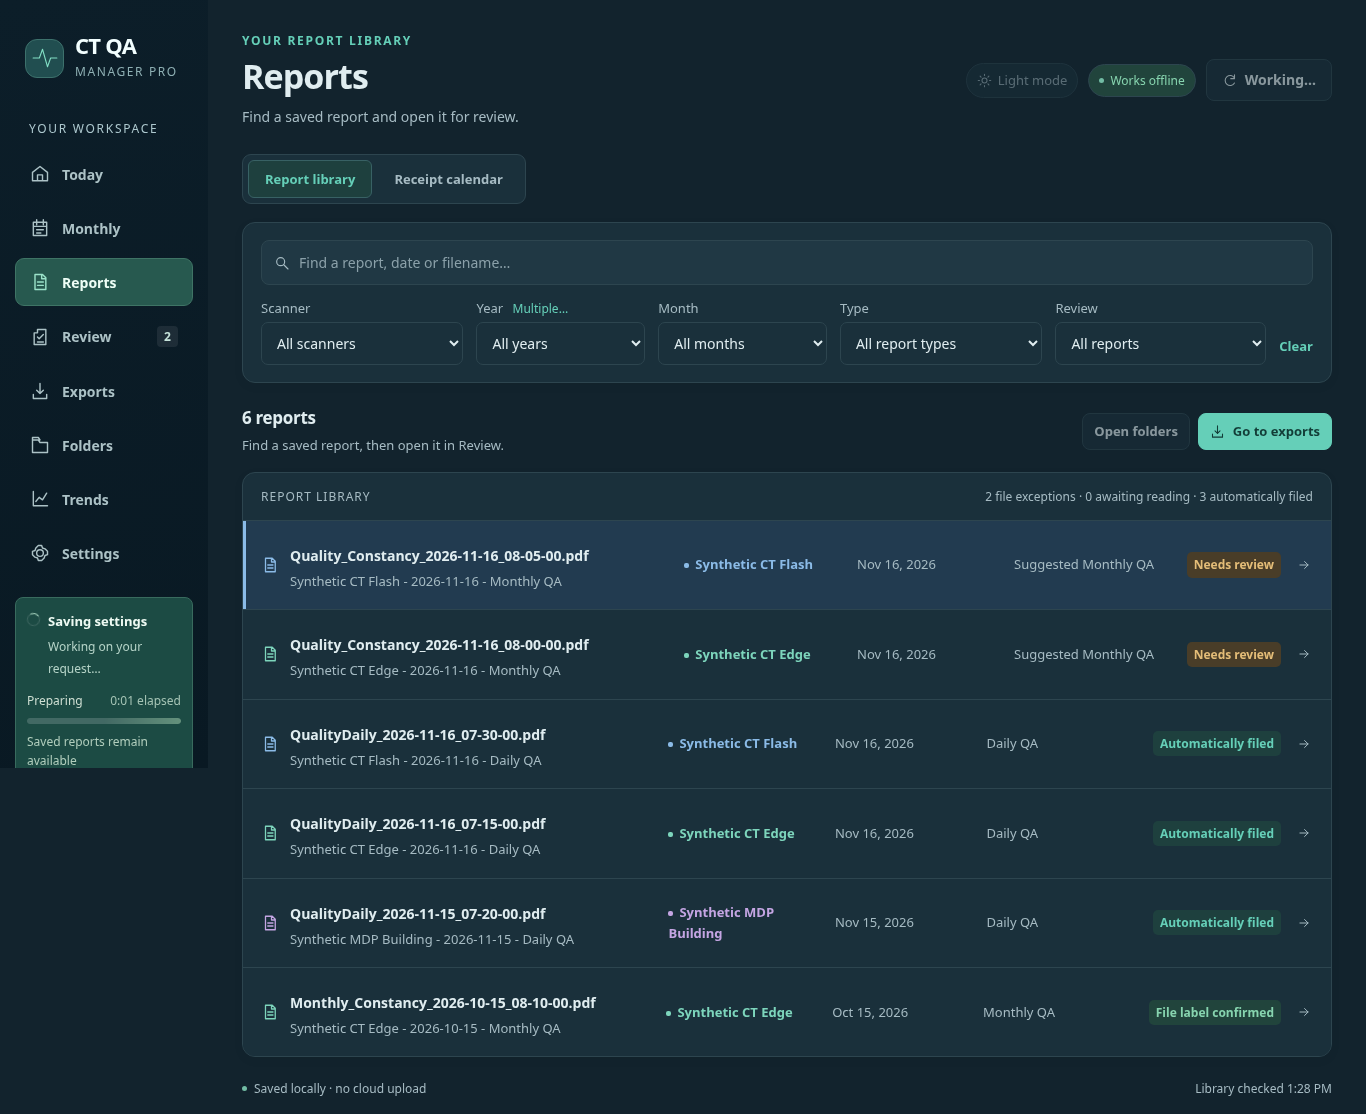 CT QA
MANAGER PRO
YOUR WORKSPACE
Today
Monthly
Reports
Review 2
Exports
Folders
Trends
Settings
Saving settings
Working on your
request...
Preparing 0:01 elapsed
Saved reports remain
available
YOUR REPORT LIBRARY
Reports
Find a saved report and open it for review.
Light mode
Works offline
Working...
Report library
Receipt calendar
Find a report, date or filename...
Scanner
Year Multiple...
Month
Type
Review
All scanners
All years
All months
All report types
All reports
Clear
6 reports
Find a saved report, then open it in Review.
Open folders
Go to exports
REPORT LIBRARY
2 file exceptions · 0 awaiting reading · 3 automatically filed
Quality_Constancy_2026-11-16_08-05-00.pdf
Synthetic CT Flash - 2026-11-16 - Monthly QA
Synthetic CT Flash
Nov 16, 2026
Suggested Monthly QA
Needs review
Quality_Constancy_2026-11-16_08-00-00.pdf
Synthetic CT Edge - 2026-11-16 - Monthly QA
Synthetic CT Edge
Nov 16, 2026
Suggested Monthly QA
Needs review
QualityDaily_2026-11-16_07-30-00.pdf
Synthetic CT Flash - 2026-11-16 - Daily QA
Synthetic CT Flash
Nov 16, 2026
Daily QA
Automatically filed
QualityDaily_2026-11-16_07-15-00.pdf
Synthetic CT Edge - 2026-11-16 - Daily QA
Synthetic CT Edge
Nov 16, 2026
Daily QA
Automatically filed
QualityDaily_2026-11-15_07-20-00.pdf
Synthetic MDP Building - 2026-11-15 - Daily QA
Synthetic MDP
Building
Nov 15, 2026
Daily QA
Automatically filed
Monthly_Constancy_2026-10-15_08-10-00.pdf
Synthetic CT Edge - 2026-10-15 - Monthly QA
Synthetic CT Edge
Oct 15, 2026
Monthly QA
File label confirmed
Saved locally · no cloud upload
Library checked 1:28 PM